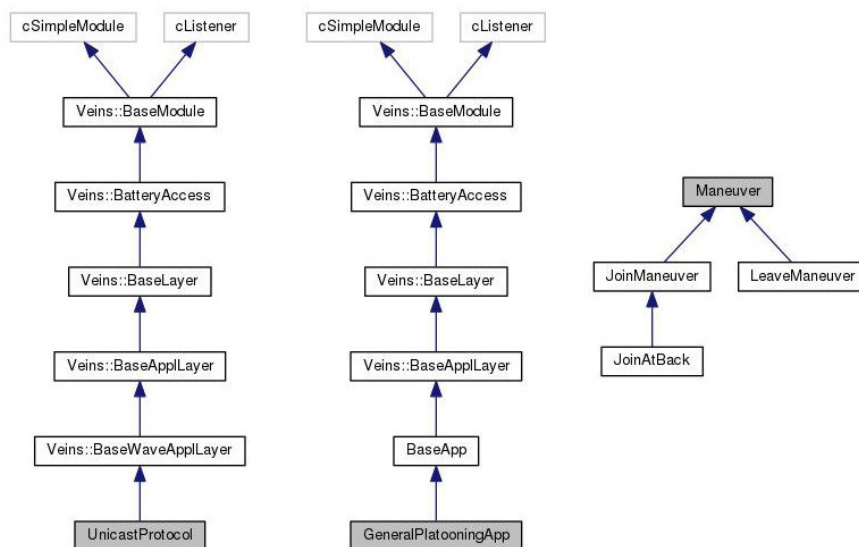 cSimpleModule
cListener
Veins::BaseModule
Veins::BatteryAccess
Veins::BaseLayer
Veins::BaseApplLayer
Veins::BaseWaveApplLayer
UnicastProtocol
cSimpleModule
cListener
Veins::BaseModule
Veins::BatteryAccess
Veins::BaseLayer
Veins::BaseApplLayer
BaseApp
GeneralPlatooningApp
Maneuver
JoinManeuver
LeaveManeuver
JoinAtBack